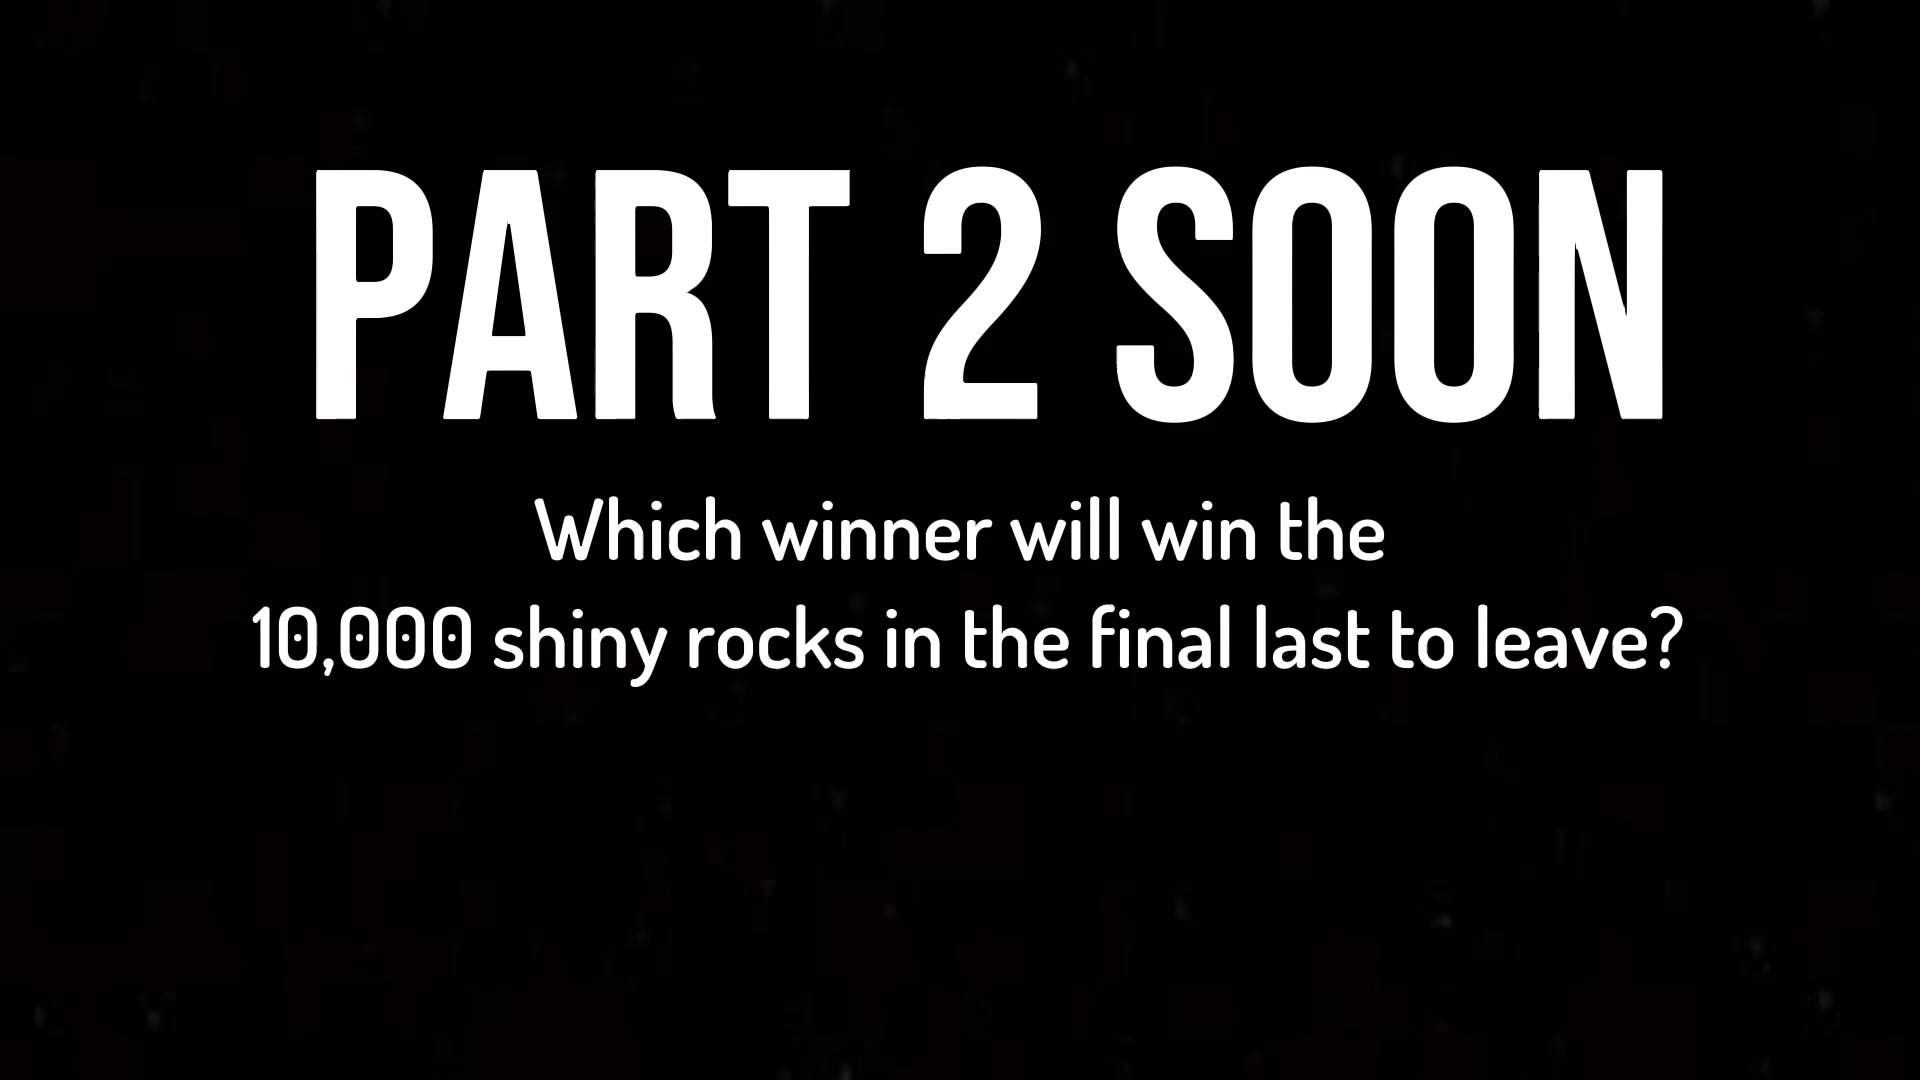 PART 2 SOON
Which winner will win the
10,000 shiny rocks in the final last to leave?